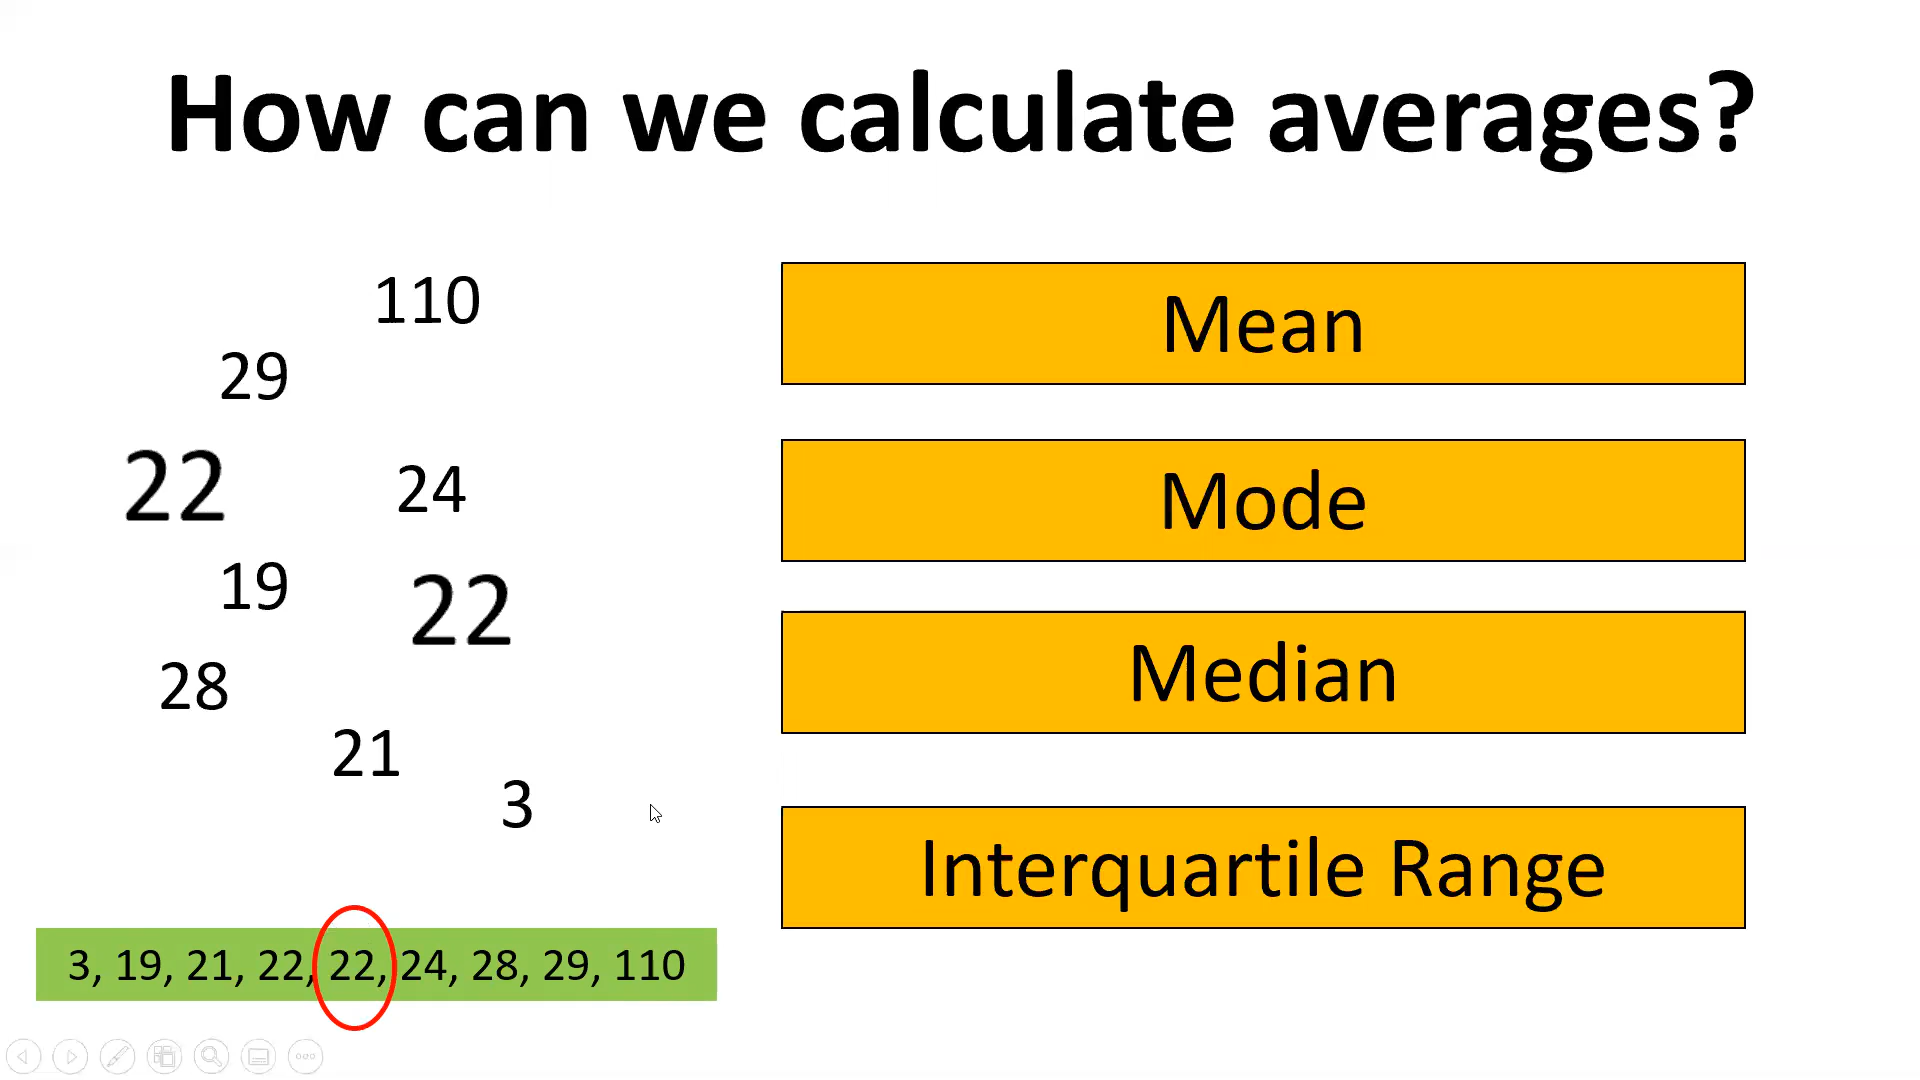 How can we calculate averages?
110
29
22
24
19
22
28
21
3
3, 19, 21, 22, 22, 24, 28, 29, 110
Mean
Mode
Median
Interquartile Range